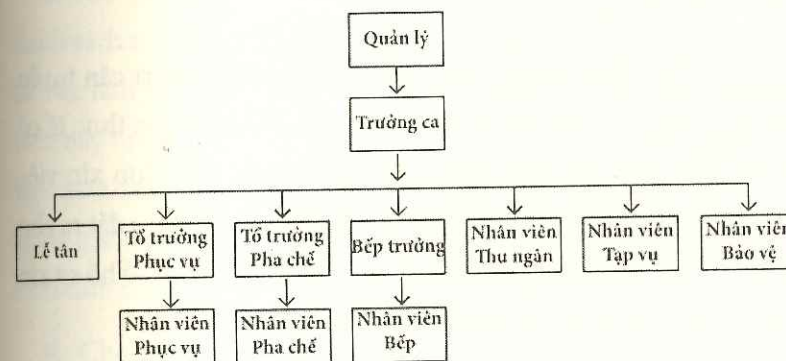 Quản lý
Trưởng ca
Lễ tân
Tổ trưởng
Phục vụ
Tổ trưởng
Pha chế
Bếp trưởng
Nhân viên
Thu ngân
Nhân viên
Tạp vụ
Nhân viên
Bảo vệ
Nhân viên
Phục vụ
Nhân viên
Pha chế
Nhân viên
Bếp